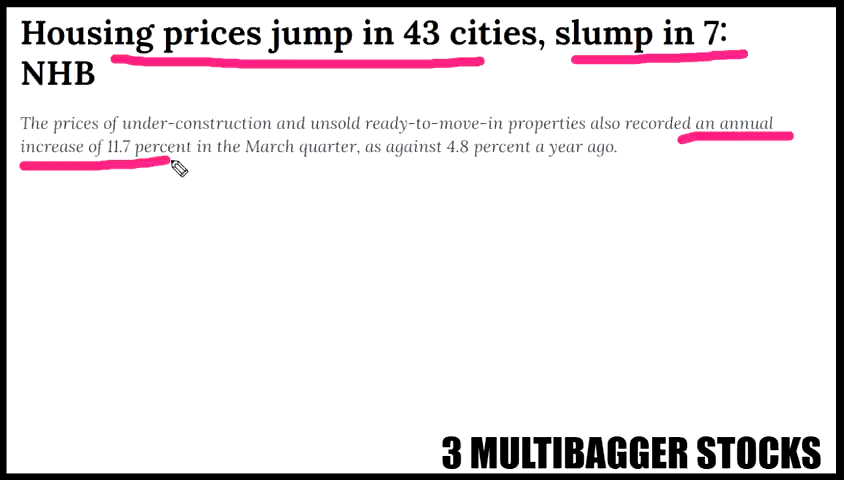 Housing prices jump in 43 cities, slump in 7:
NHB
The prices of under-construction and unsold ready-to-move-in properties also recorded an annual
increase of 11.7 percent in the March quarter, as against 4.8 percent a year ago.
3 MULTIBAGGER STOCKS